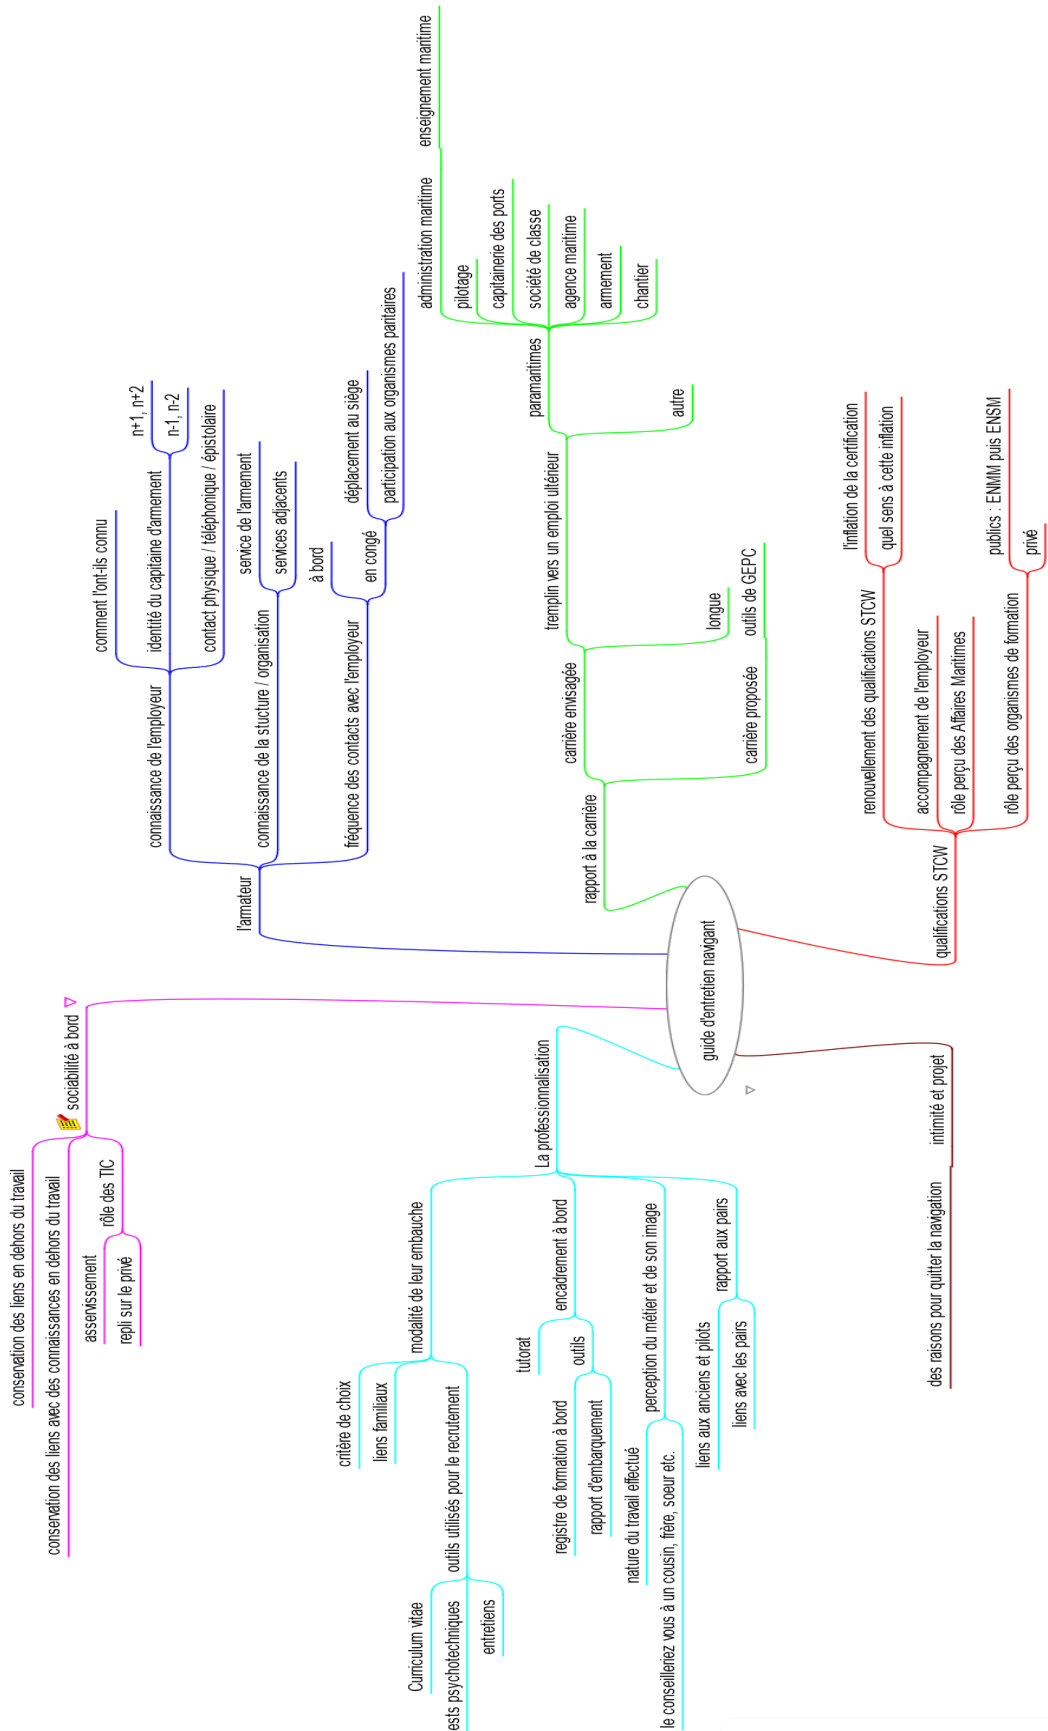 guide d'entretien navigant
sociabilité à bord
conservation des liens en dehors du travail
conservation des liens avec des connaissances en dehors du travail
rôle des TIC
asservissement
repli sur le privé
l'armateur
connaissance de l'employeur
comment l'ont-ils connu
identité du capitaine d'armement
n+1, n+2
n-1, n-2
contact physique / téléphonique / épistolaire
connaissance de la stucture / organisation
service de l'armement
services adjacents
fréquence des contacts avec l'employeur
à bord
en congé
déplacement au siège
participation aux organismes paritaires
La professionnalisation
modalité de leur embauche
critère de choix
liens familiaux
outils utilisés pour le recrutement
Curriculum vitae
ests psychotechniques
entretiens
encadrement à bord
tutorat
outils
registre de formation à bord
rapport d'embarquement
perception du métier et de son image
nature du travail effectué
le conseilleriez vous à un cousin, frère, soeur etc.
rapport aux pairs
liens aux anciens et pilots
liens avec les pairs
rapport à la carrière
carrière envisagée
tremplin vers un emploi ultérieur
paramaritimes
administration maritime
enseignement maritime
pilotage
capitainerie des ports
société de classe
agence maritime
armement
chantier
autre
longue
carrière proposée
outils de GEPC
intimité et projet
des raisons pour quitter la navigation
qualifications STCW
renouvellement des qualifications STCW
l'inflation de la certification
quel sens à cette inflation
accompagnement de l'employeur
rôle perçu des Affaires Maritimes
rôle perçu des organismes de formation
publics : ENMM puis ENSM
privé